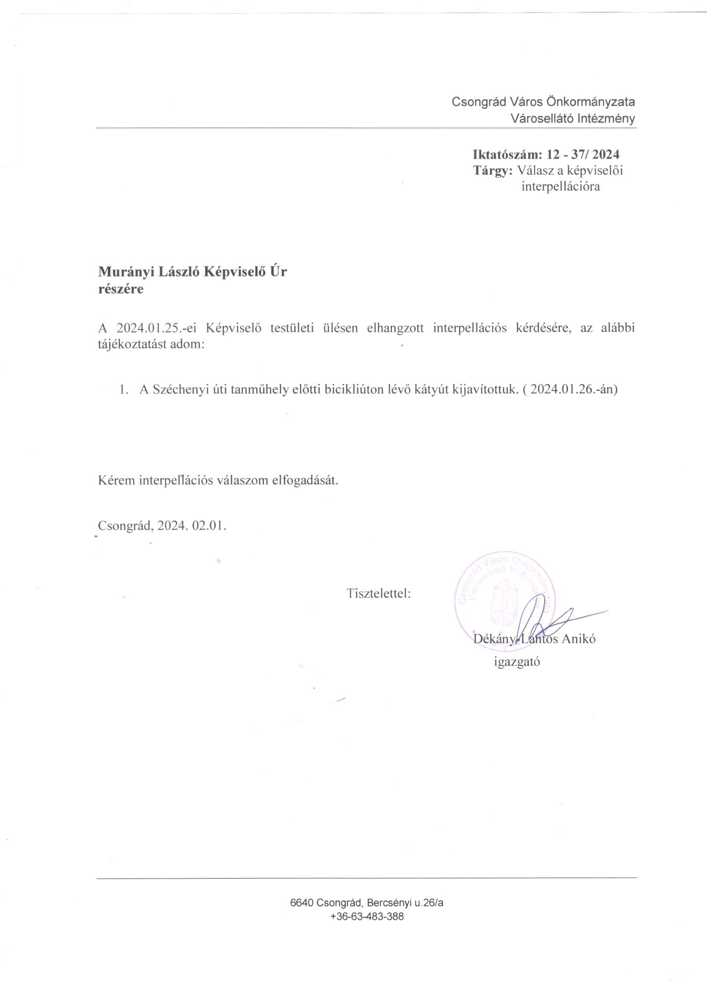 Csongrád Város Önkormányzata
Városellátó Intézmény
Iktatószám: 12 - 37/ 2024
Tárgy: Válasz a képviselői
interpellációra
Murányi László Képviselő Úr
részére
A 2024.01.25.-ei Képviselő testületi ülésen elhangzott interpellációs kérdésére, az alábbi
tájékoztatást adom:
1. A Széchenyi úti tanműhely előtti bicikliúton lévő kátyút kijavítottuk. ( 2024.01.26.-án)
Kérem interpellációs válaszom elfogadását.
Csongrád, 2024. 02.01.
Csongrád Város Önkormányzata
Városellátó Intézménye
Tisztelettel:
Dékány-Lantos Anikó
igazgató
6640 Csongrád, Bercsényi u.26/a
+36-63-483-388